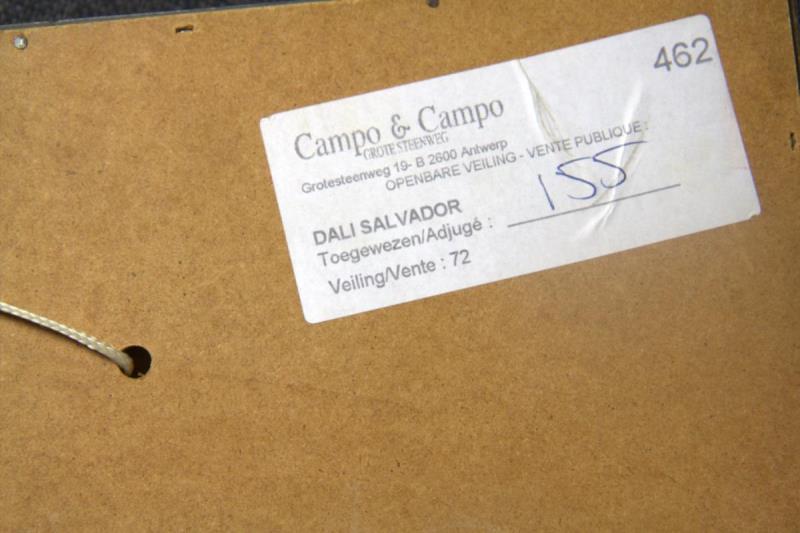 462
Campo & Campo
GROTE STEENWEG
Grotesteenweg 19- B 2600 Antwerp
OPENBARE VEILING - VENTE PUBLIQUE :
DALI SALVADOR
Toegewezen/Adjugé : 155
Veiling/Vente : 72